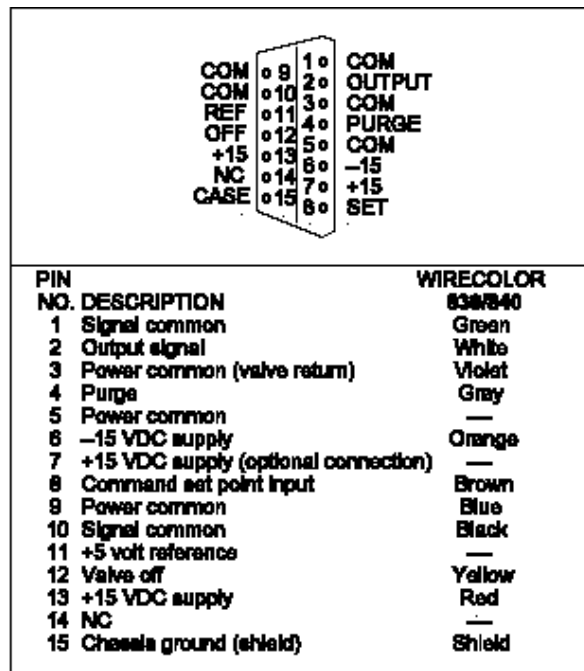 COM 9
COM 10
REF 11
OFF 12
+15 13
NC 14
CASE 15
1 COM
2 OUTPUT
3 COM
4 PURGE
5 COM
6 –15
7 +15
8 SET
PIN WIRECOLOR
NO. DESCRIPTION
1 Signal common Green
2 Output signal White
3 Power common (valve return) Violet
4 Purge Gray
5 Power common —
6 –15 VDC supply Orange
7 +15 VDC supply (optional connection) —
8 Command set point input Brown
9 Power common Blue
10 Signal common Black
11 +5 volt reference —
12 Valve off Yellow
13 +15 VDC supply Red
14 NC —
15 Chassis ground (shield) Shield